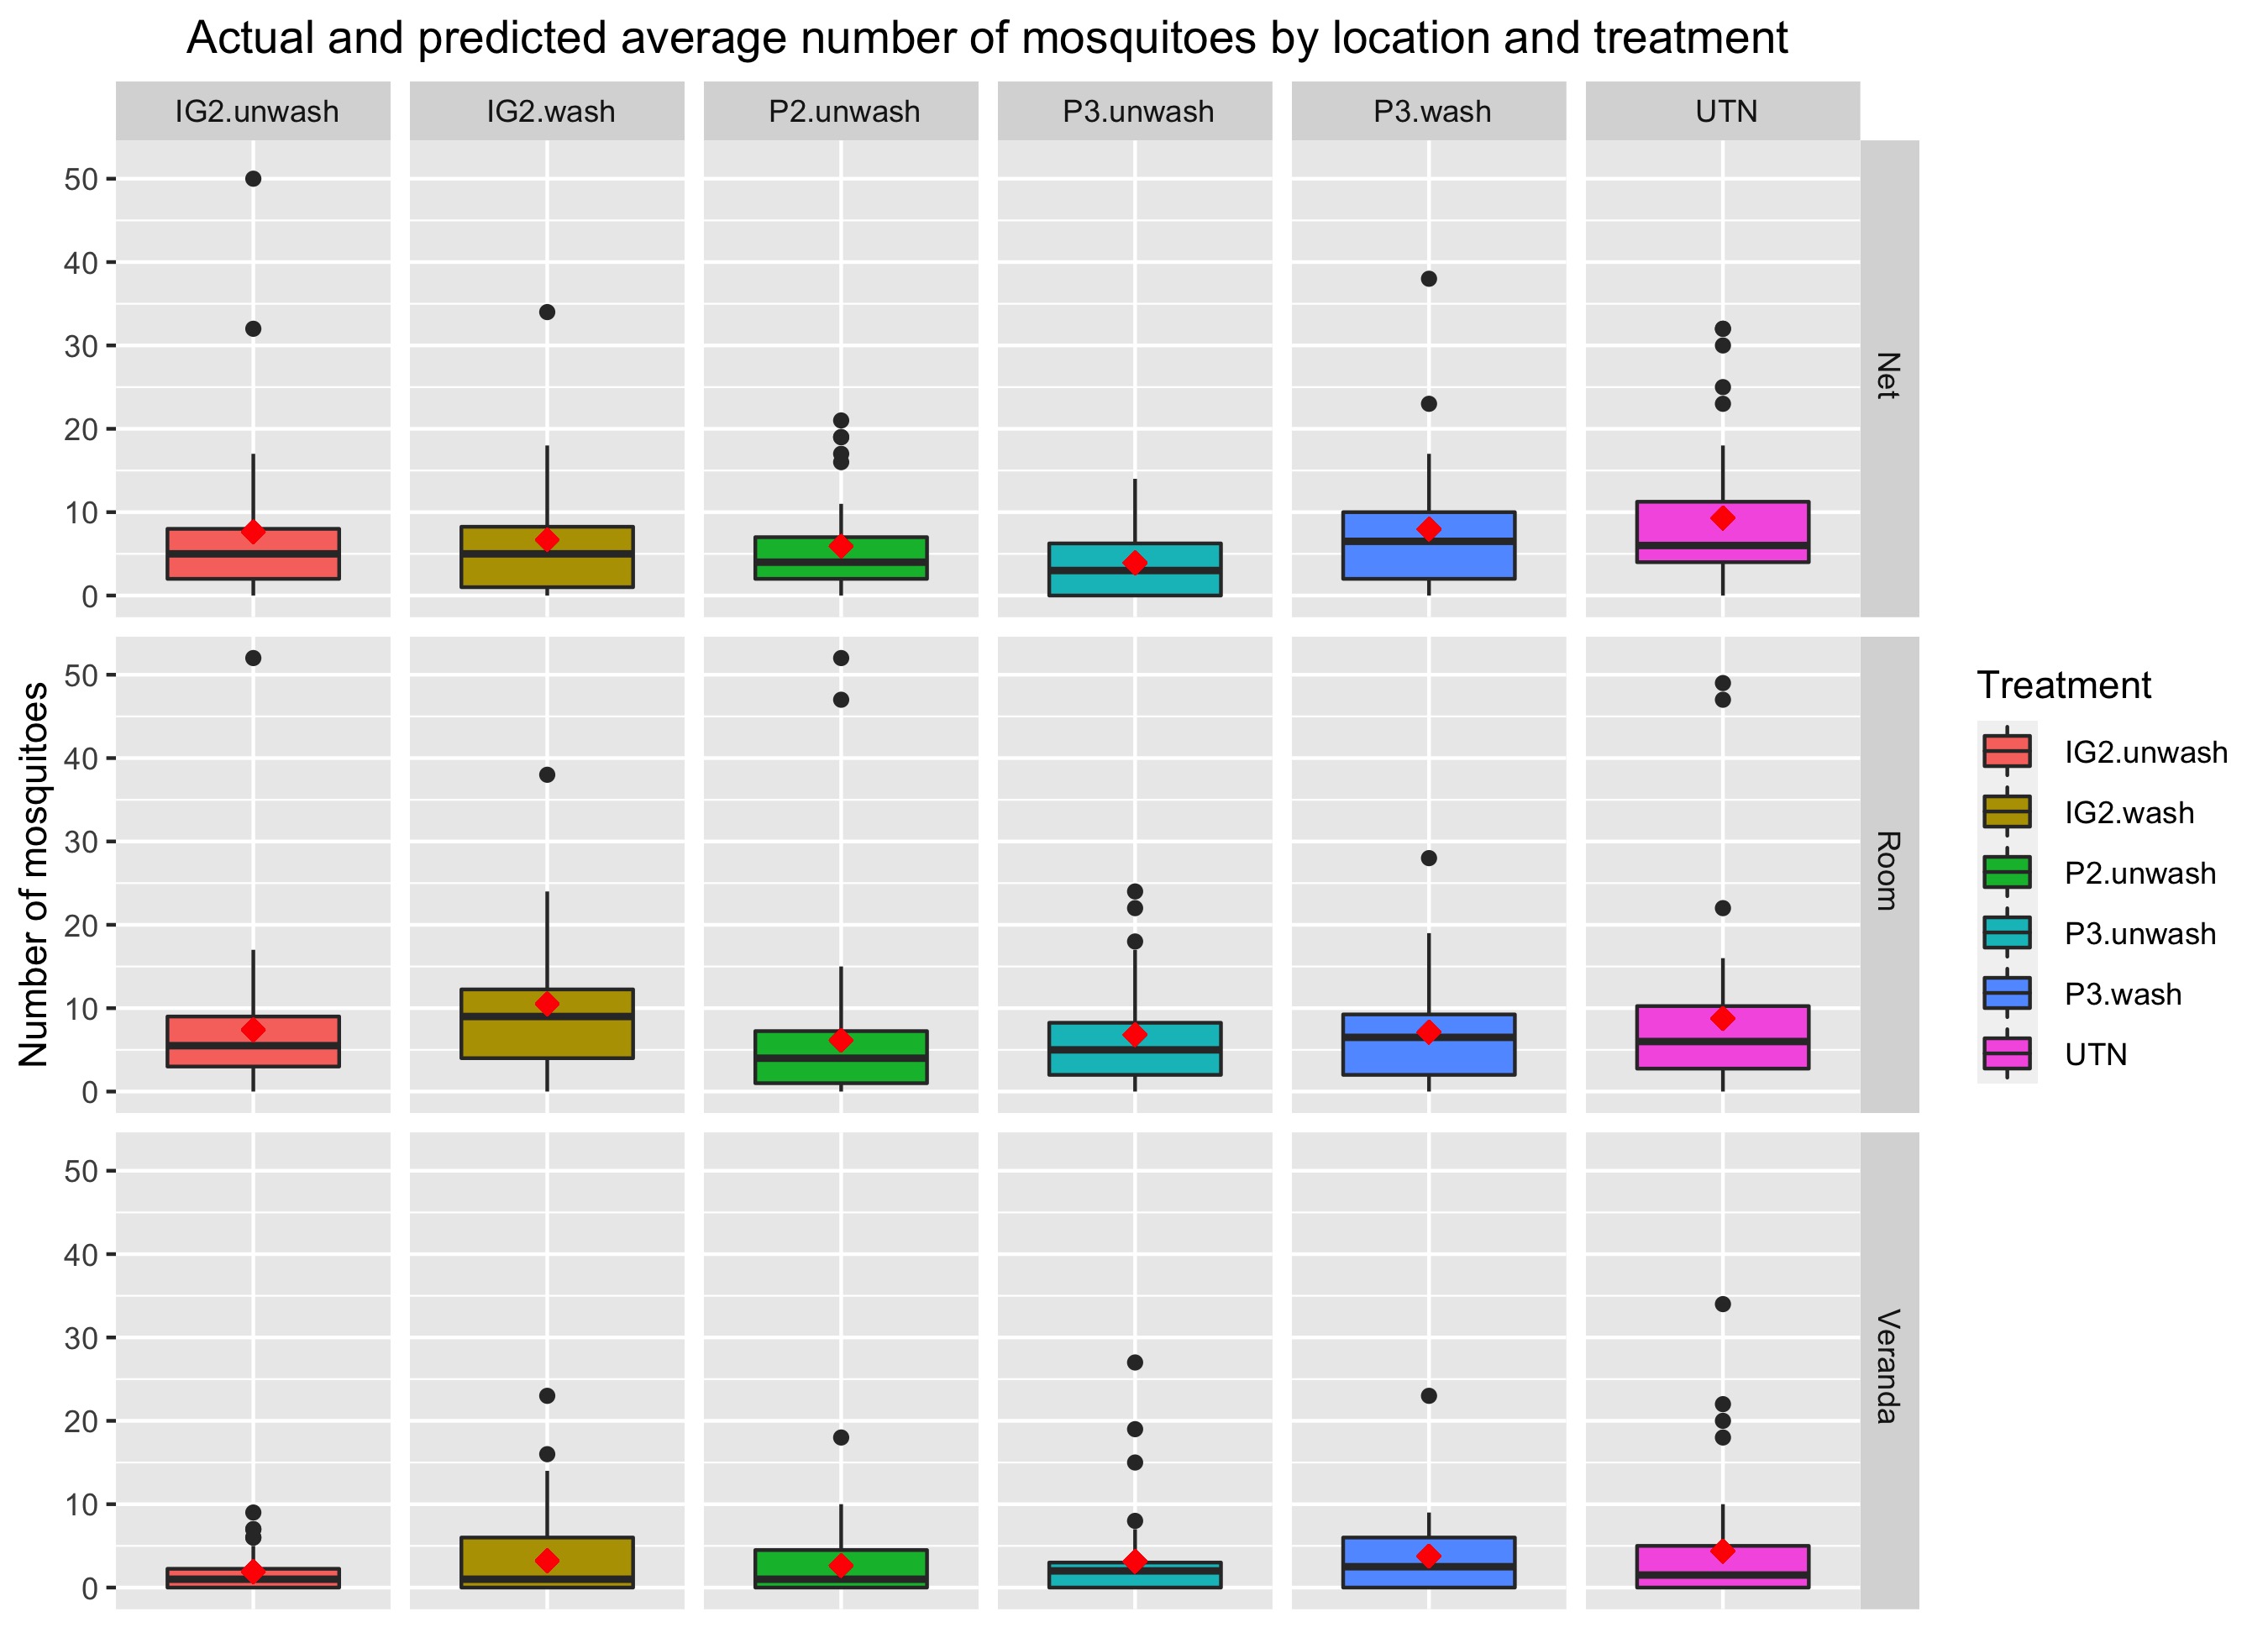 Actual and predicted average number of mosquitoes by location and treatment
IG2.unwash IG2.wash P2.unwash P3.unwash P3.wash UTN
50
40
30
20
10
0
Net
50
40
30
20
10
0
Room
50
40
30
20
10
0
Veranda
Number of mosquitoes
Treatment
IG2.unwash
IG2.wash
P2.unwash
P3.unwash
P3.wash
UTN